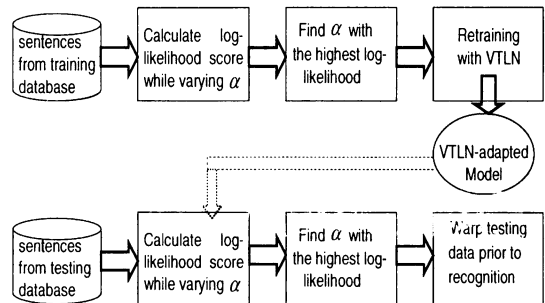 sentences
from training
database
Calculate log-
likelihood score
while varying α
Find α with
the highest log-
likelihood
Retraining
with VTLN
VTLN-adapted
Model
sentences
from testing
database
Calculate log-
likelihood score
while varying α
Find α with
the highest log-
likelihood
Warp testing
data prior to
recognition